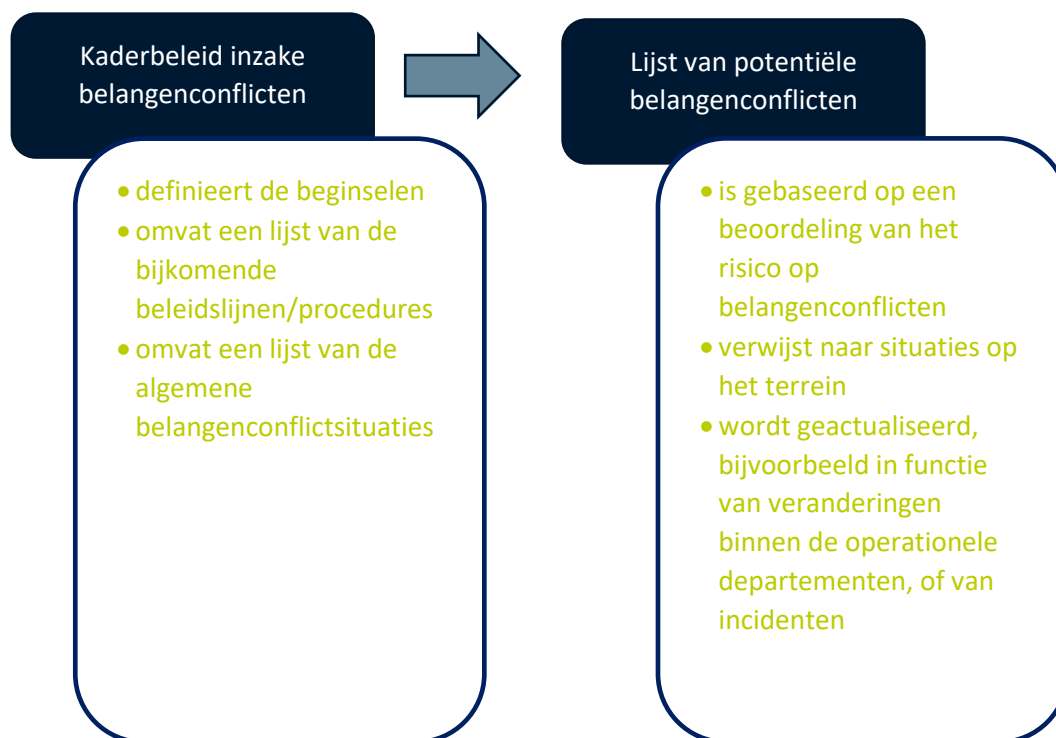 Kaderbeleid inzake
belangenconflicten
• definieert de beginselen
• omvat een lijst van de
bijkomende
beleidslijnen/procedures
• omvat een lijst van de
algemene
belangenconflictsituaties
Lijst van potentiële
belangenconflicten
• is gebaseerd op een
beoordeling van het
risico op
belangenconflicten
• verwijst naar situaties op
het terrein
• wordt geactualiseerd,
bijvoorbeeld in functie
van veranderingen
binnen de operationele
departementen, of van
incidenten